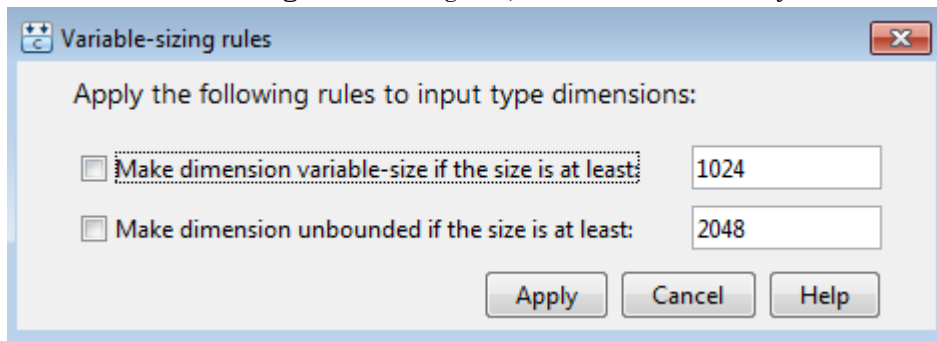 Variable-sizing rules
Apply the following rules to input type dimensions:
Make dimension variable-size if the size is at least: 1024
Make dimension unbounded if the size is at least: 2048
Apply Cancel Help